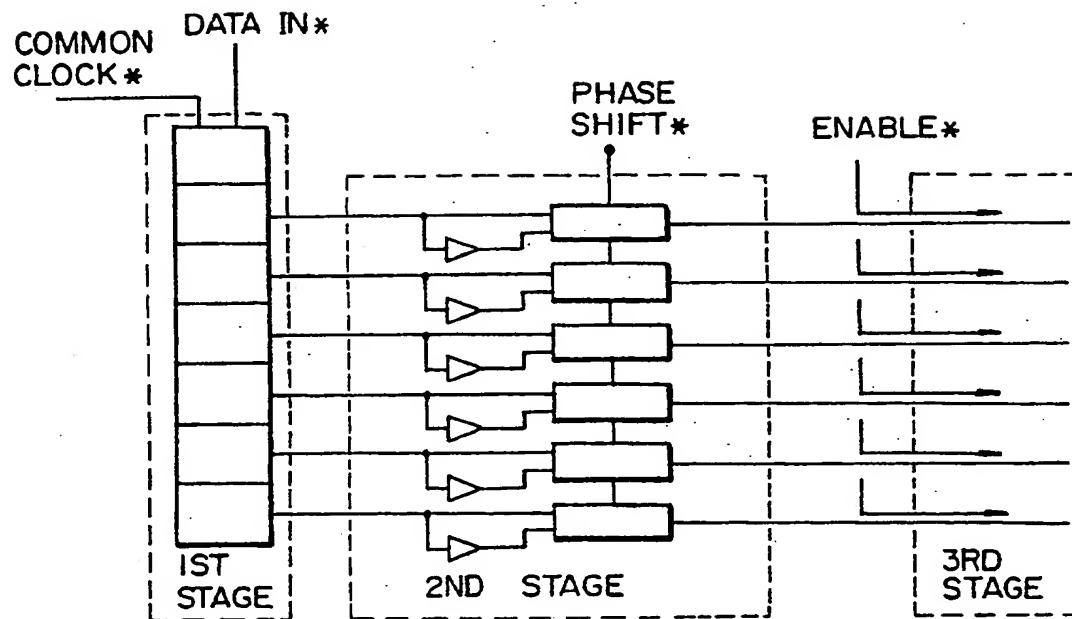 COMMON
CLOCK*
DATA IN*
PHASE
SHIFT*
ENABLE*
1ST
STAGE
2ND STAGE
3RD
STAGE